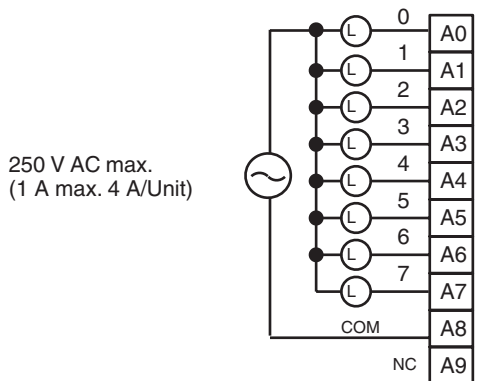 0
L
A0
1
L
A1
2
L
A2
3
L
A3
250 V AC max.
(1 A max. 4 A/Unit)
4
L
A4
5
L
A5
6
L
A6
7
L
A7
COM
A8
NC
A9